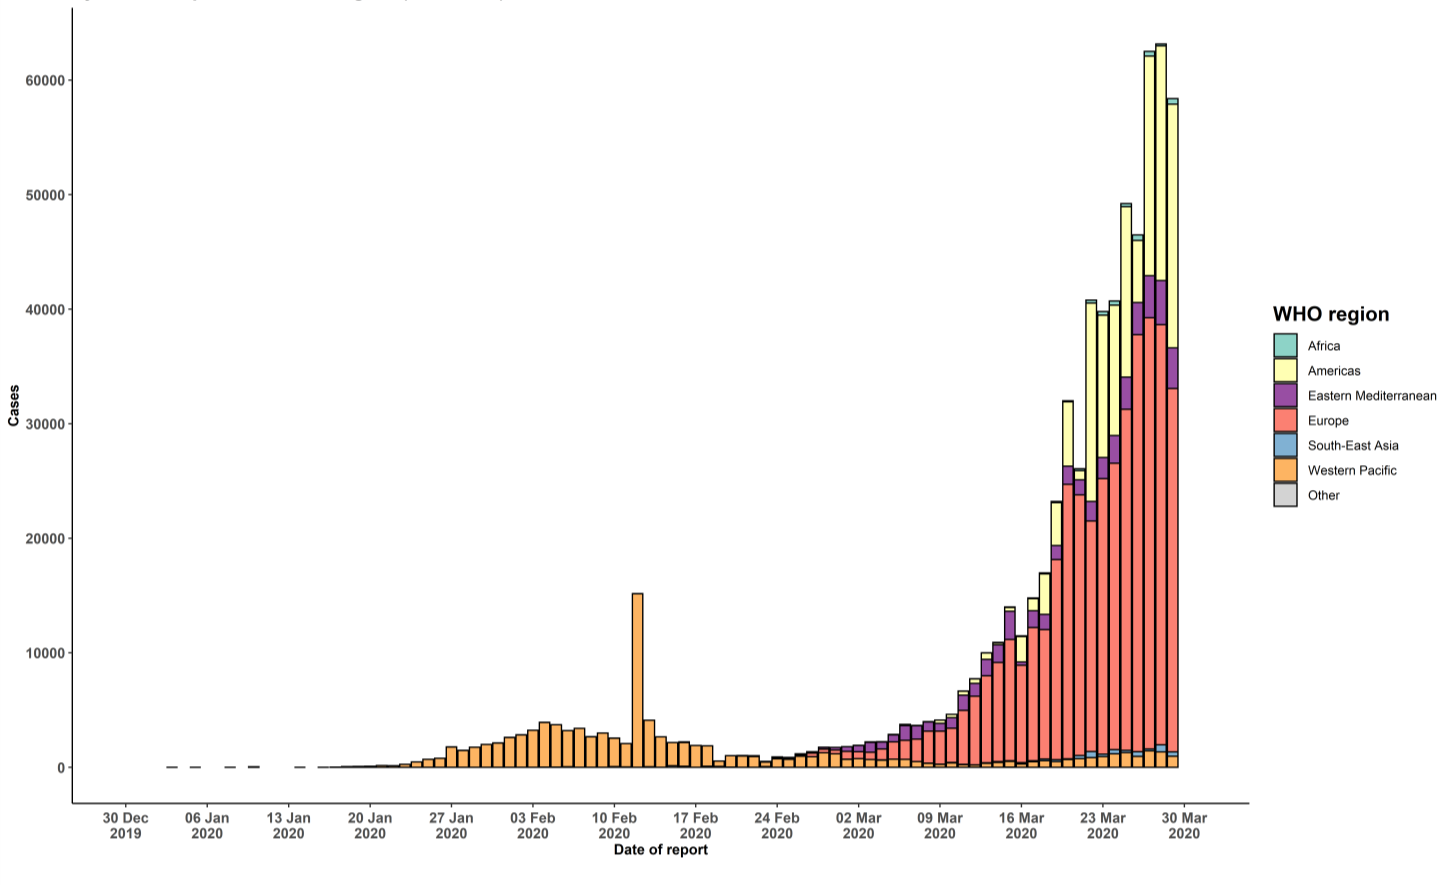 60000
50000
40000
30000
20000
10000
0
Cases
30 Dec 06 Jan 13 Jan 20 Jan 27 Jan 03 Feb 10 Feb 17 Feb 24 Feb 02 Mar 09 Mar 16 Mar 23 Mar 30 Mar
2019 2020 2020 2020 2020 2020 2020 2020 2020 2020 2020 2020 2020 2020
Date of report
WHO region
Africa
Americas
Eastern Mediterranean
Europe
South-East Asia
Western Pacific
Other